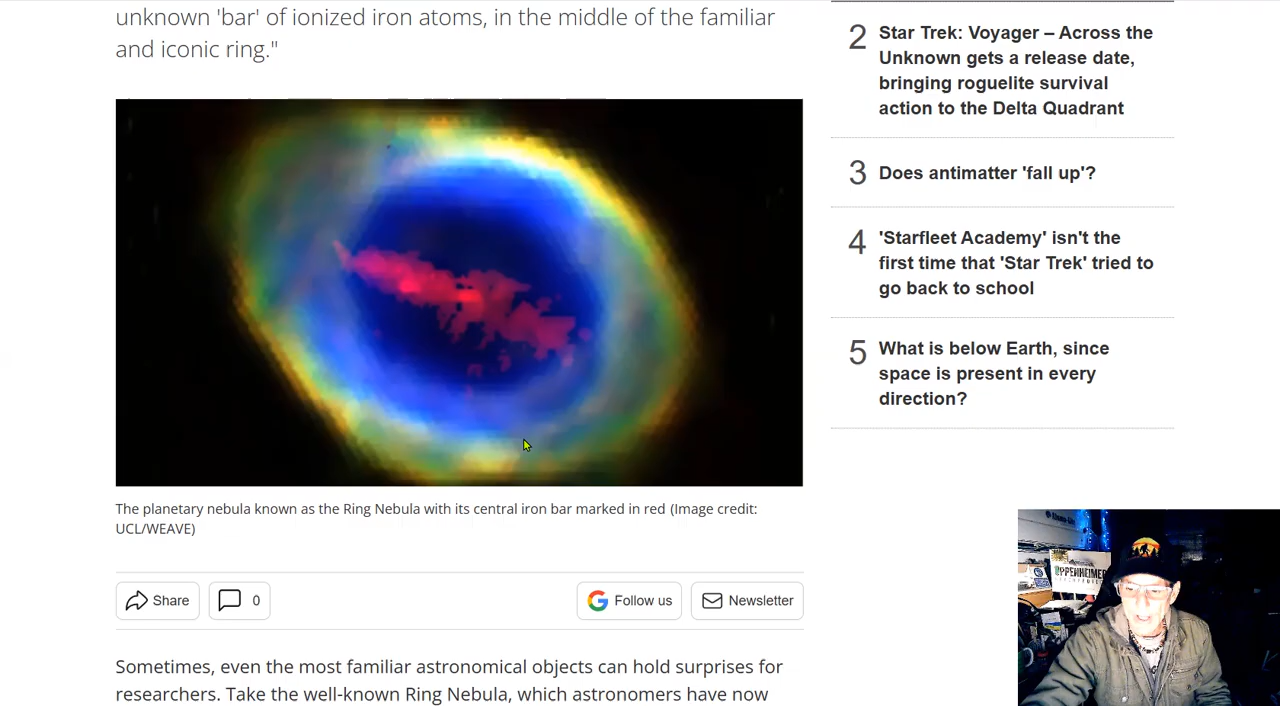 unknown 'bar' of ionized iron atoms, in the middle of the familiar
and iconic ring."
The planetary nebula known as the Ring Nebula with its central iron bar marked in red (Image credit:
UCL/WEAVE)
Share
0
Follow us
Newsletter
Sometimes, even the most familiar astronomical objects can hold surprises for
researchers. Take the well-known Ring Nebula, which astronomers have now
2
Star Trek: Voyager – Across the
Unknown gets a release date,
bringing roguelite survival
action to the Delta Quadrant
3
Does antimatter 'fall up'?
4
'Starfleet Academy' isn't the
first time that 'Star Trek' tried to
go back to school
5
What is below Earth, since
space is present in every
direction?
OPPENHEIMER